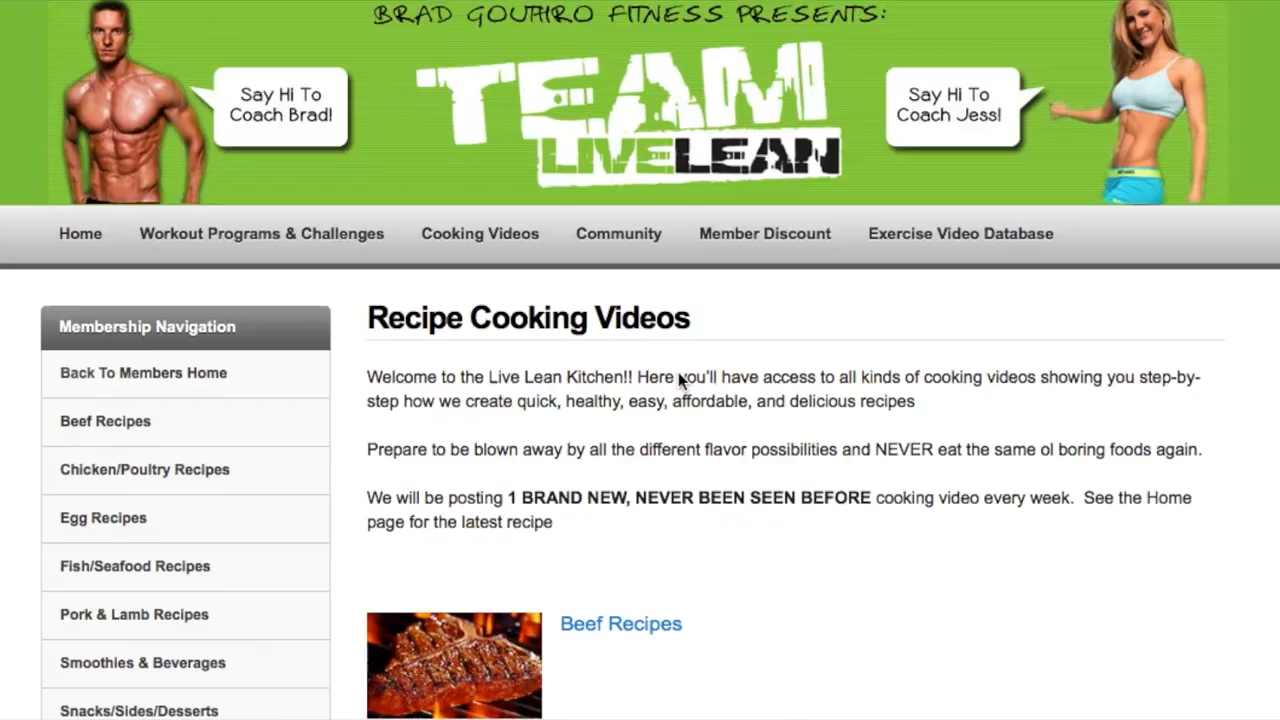 BRAD GOUTHRO FITNESS PRESENTS:
TEAM
LIVELEAN
Say Hi To
Coach Brad!
Say Hi To
Coach Jess!
Home
Workout Programs & Challenges
Cooking Videos
Community
Member Discount
Exercise Video Database
Membership Navigation
Back To Members Home
Beef Recipes
Chicken/Poultry Recipes
Egg Recipes
Fish/Seafood Recipes
Pork & Lamb Recipes
Smoothies & Beverages
Snacks/Sides/Desserts
Recipe Cooking Videos
Welcome to the Live Lean Kitchen!! Here you'll have access to all kinds of cooking videos showing you step-by-
step how we create quick, healthy, easy, affordable, and delicious recipes
Prepare to be blown away by all the different flavor possibilities and NEVER eat the same ol boring foods again.
We will be posting 1 BRAND NEW, NEVER BEEN SEEN BEFORE cooking video every week. See the Home
page for the latest recipe
Beef Recipes